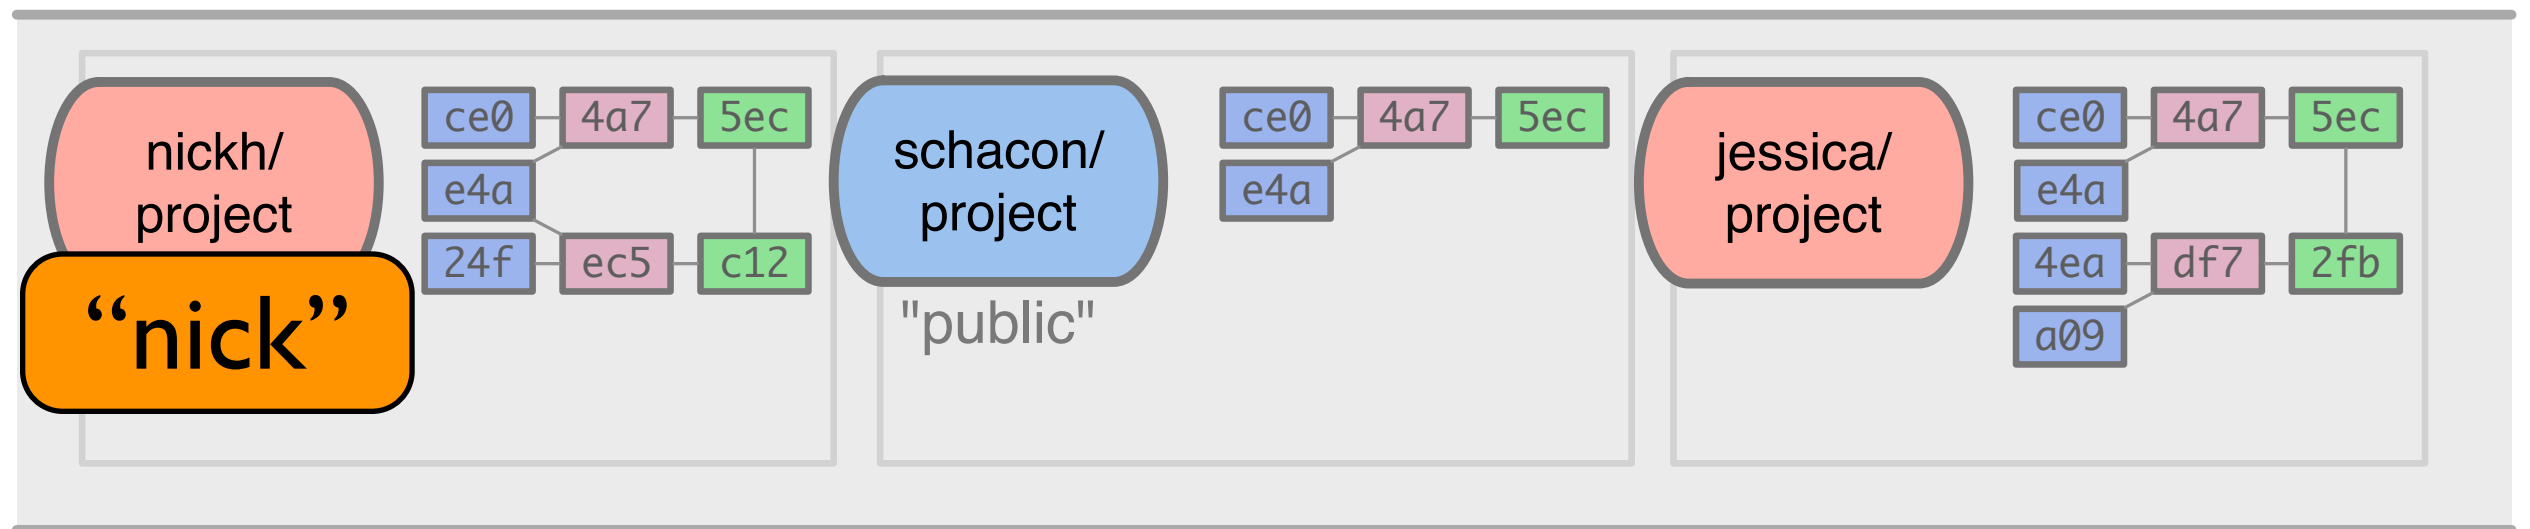 nickh/
project
“nick”
ce0 4a7 5ec
e4a
24f ec5 c12
schacon/
project
"public"
ce0 4a7 5ec
e4a
jessica/
project
ce0 4a7 5ec
e4a
4ea df7 2fb
a09